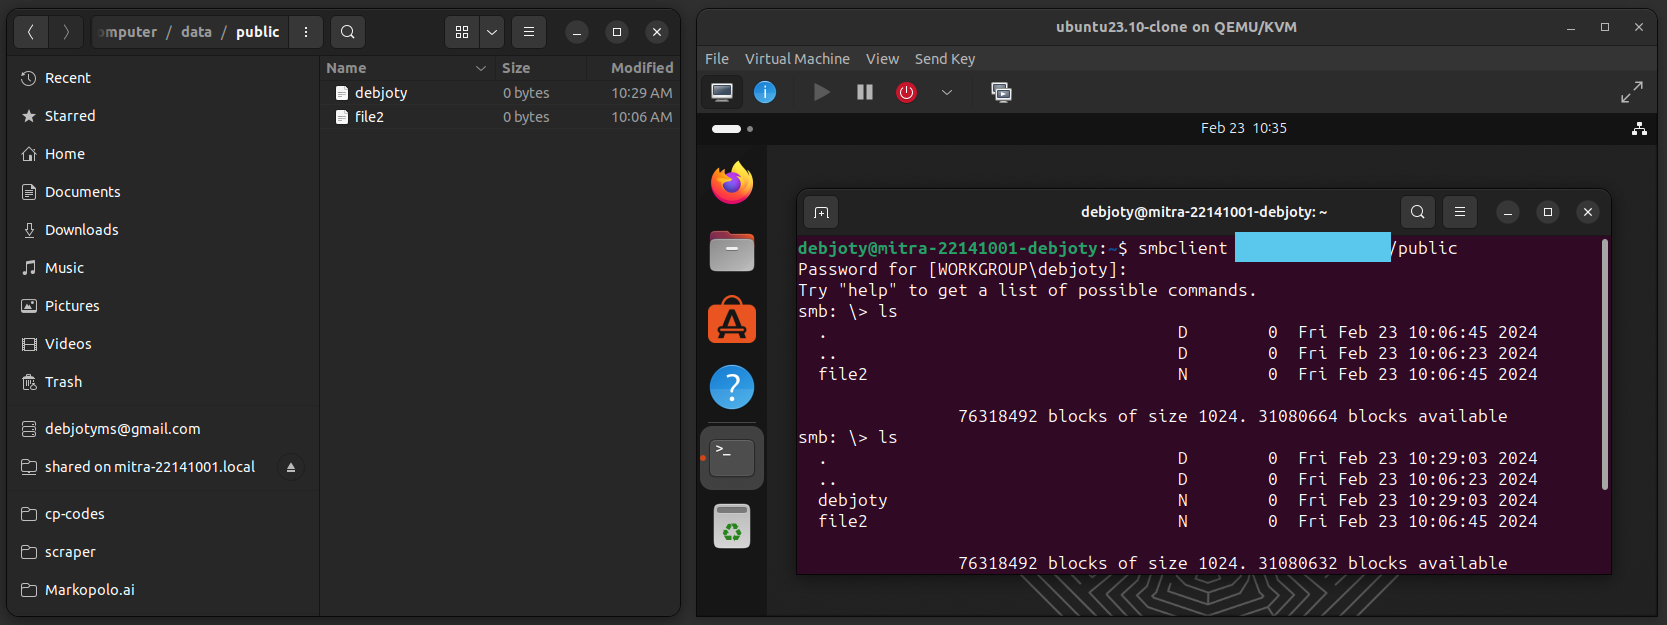 omputer / data / public
Name Size Modified
debjoty 0 bytes 10:29 AM
file2 0 bytes 10:06 AM
Recent
Starred
Home
Documents
Downloads
Music
Pictures
Videos
Trash
debjotyms@gmail.com
shared on mitra-22141001.local
cp-codes
scraper
Markopolo.ai
ubuntu23.10-clone on QEMU/KVM
File Virtual Machine View Send Key
Feb 23 10:35
debjoty@mitra-22141001-debjoty: ~
debjoty@mitra-22141001-debjoty:~$ smbclient /public
Password for [WORKGROUP\debjoty]:
Try "help" to get a list of possible commands.
smb: \> ls
. D 0 Fri Feb 23 10:06:45 2024
.. D 0 Fri Feb 23 10:06:23 2024
file2 N 0 Fri Feb 23 10:06:45 2024
76318492 blocks of size 1024. 31080664 blocks available
smb: \> ls
. D 0 Fri Feb 23 10:29:03 2024
.. D 0 Fri Feb 23 10:06:23 2024
debjoty N 0 Fri Feb 23 10:29:03 2024
file2 N 0 Fri Feb 23 10:06:45 2024
76318492 blocks of size 1024. 31080632 blocks available